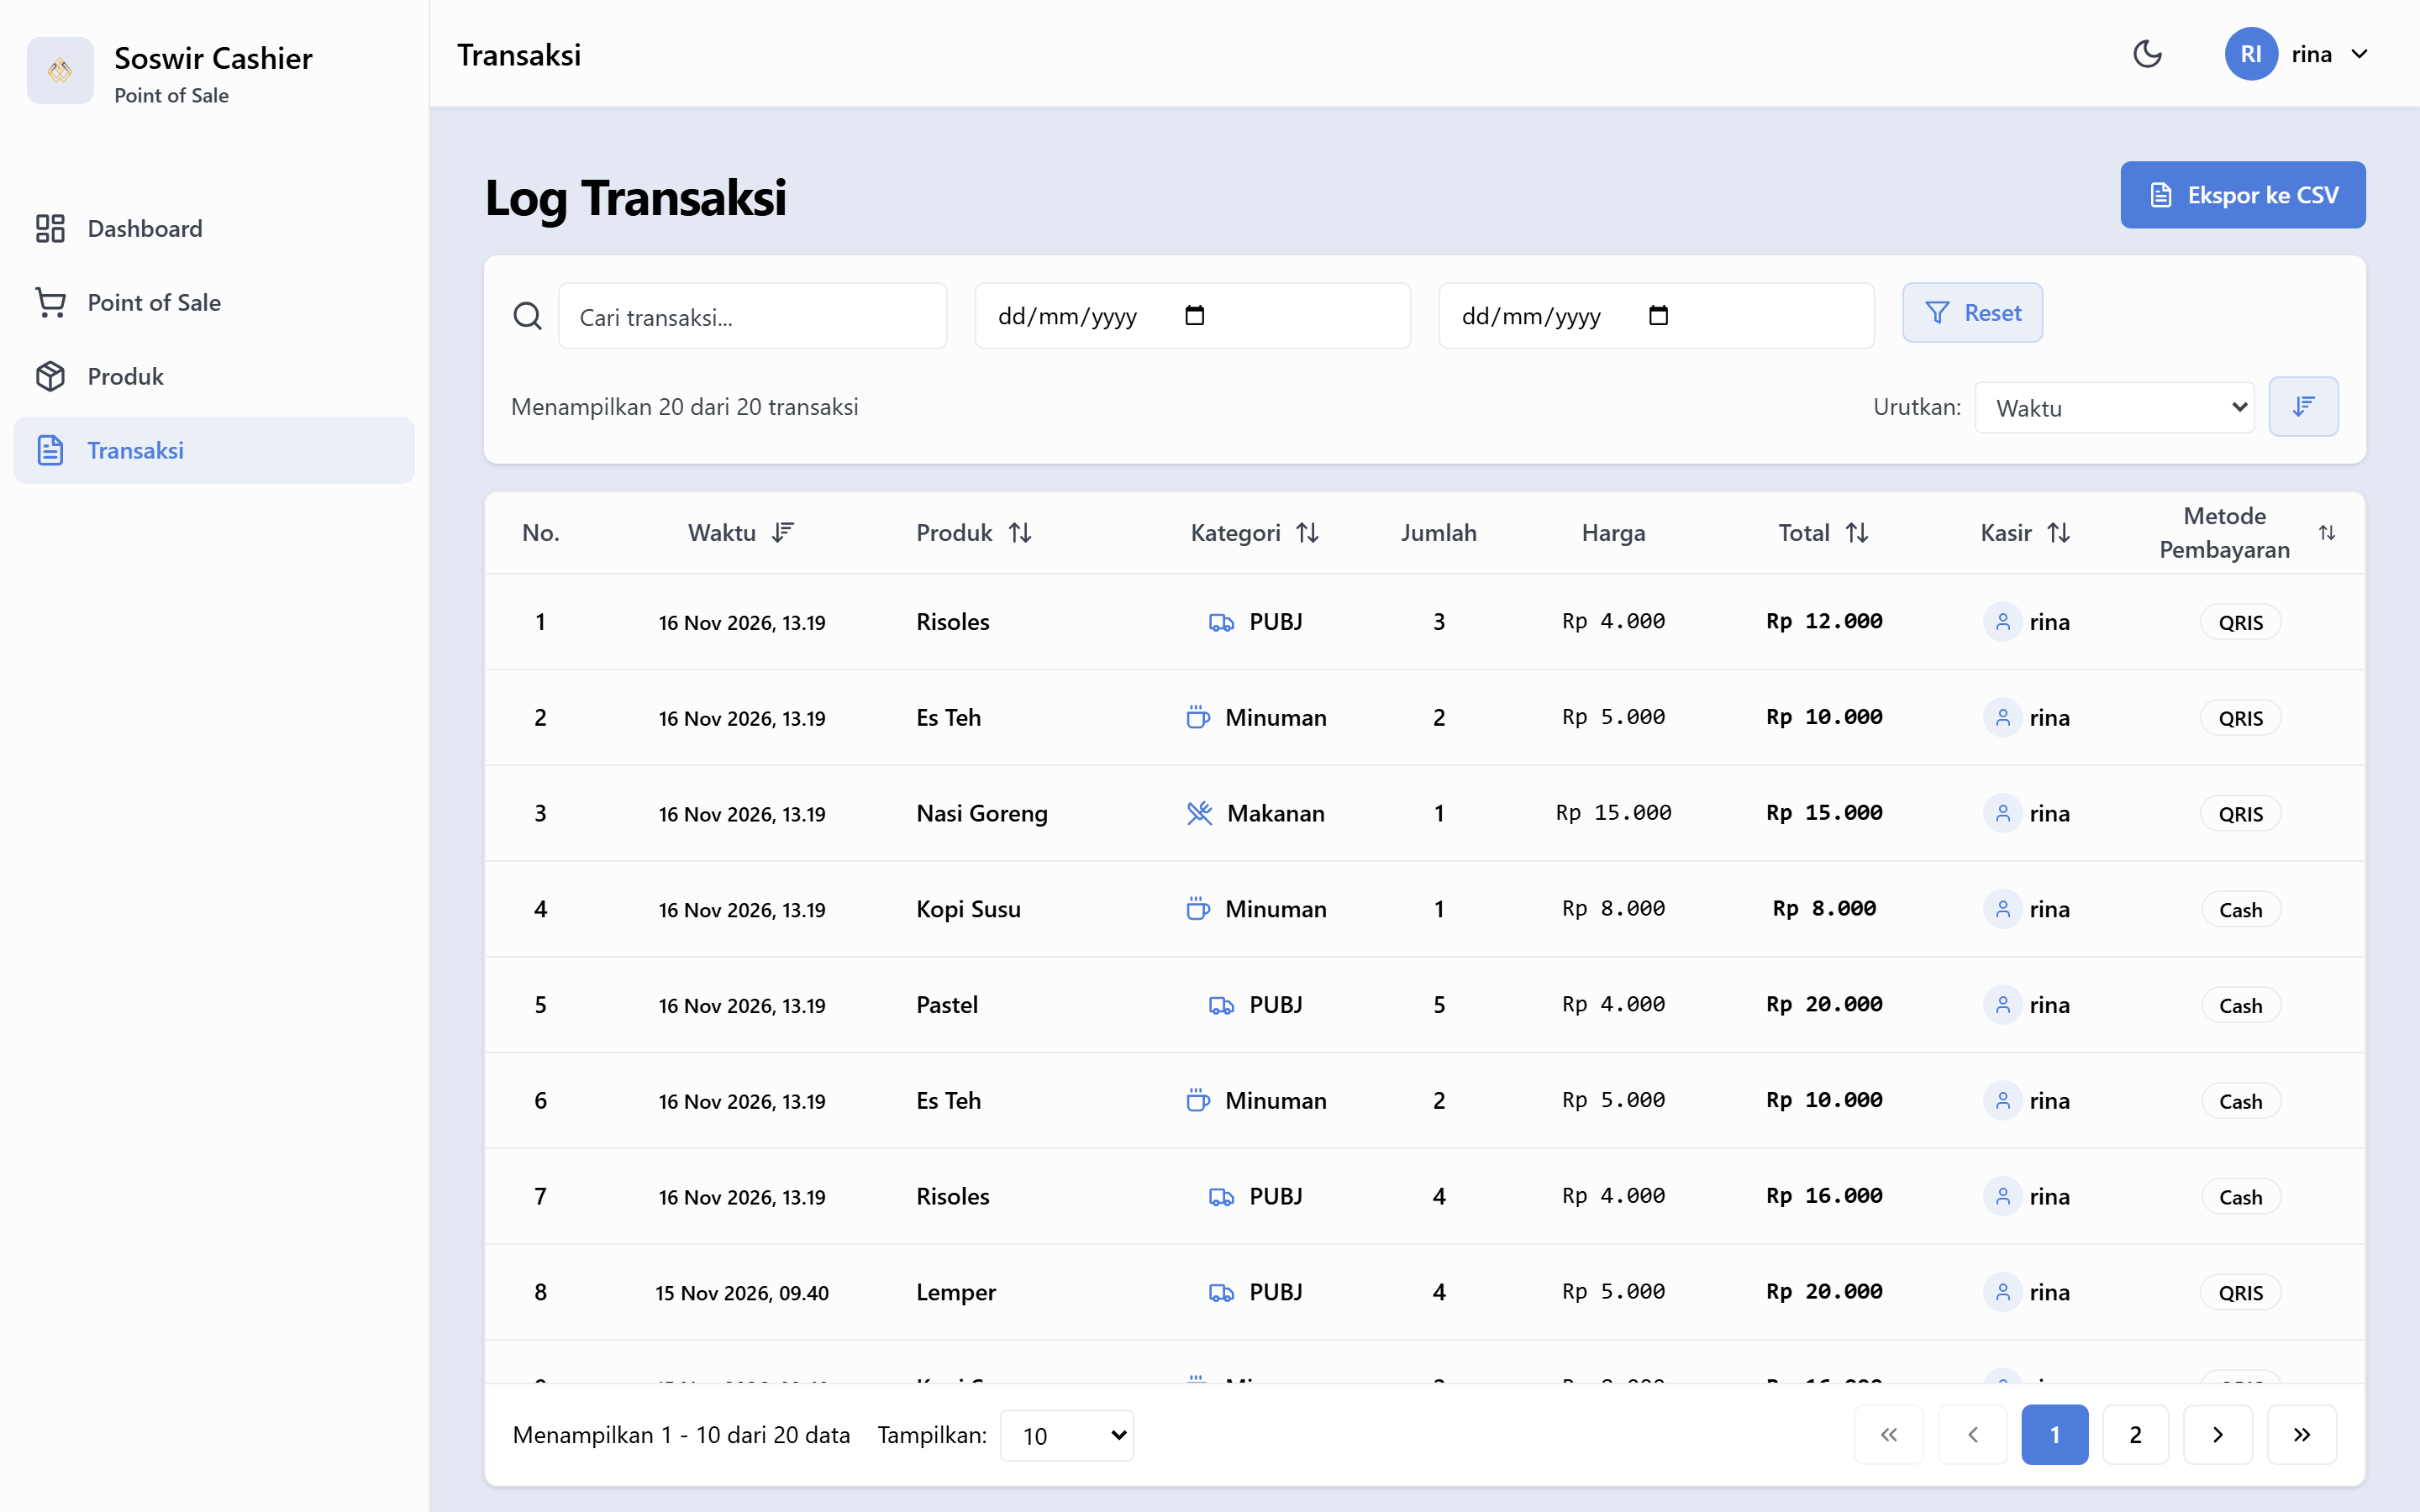 Soswir Cashier
Point of Sale
Dashboard
Point of Sale
Produk
Transaksi
Transaksi
RI rina
Log Transaksi
Ekspor ke CSV
Cari transaksi... dd/mm/yyyy dd/mm/yyyy Reset
Menampilkan 20 dari 20 transaksi Urutkan: Waktu
No. Waktu Produk Kategori Jumlah Harga Total Kasir Metode Pembayaran
1 16 Nov 2026, 13.19 Risoles PUBJ 3 Rp 4.000 Rp 12.000 rina QRIS
2 16 Nov 2026, 13.19 Es Teh Minuman 2 Rp 5.000 Rp 10.000 rina QRIS
3 16 Nov 2026, 13.19 Nasi Goreng Makanan 1 Rp 15.000 Rp 15.000 rina QRIS
4 16 Nov 2026, 13.19 Kopi Susu Minuman 1 Rp 8.000 Rp 8.000 rina Cash
5 16 Nov 2026, 13.19 Pastel PUBJ 5 Rp 4.000 Rp 20.000 rina Cash
6 16 Nov 2026, 13.19 Es Teh Minuman 2 Rp 5.000 Rp 10.000 rina Cash
7 16 Nov 2026, 13.19 Risoles PUBJ 4 Rp 4.000 Rp 16.000 rina Cash
8 15 Nov 2026, 09.40 Lemper PUBJ 4 Rp 5.000 Rp 20.000 rina QRIS
Menampilkan 1 - 10 dari 20 data Tampilkan: 10 1 2